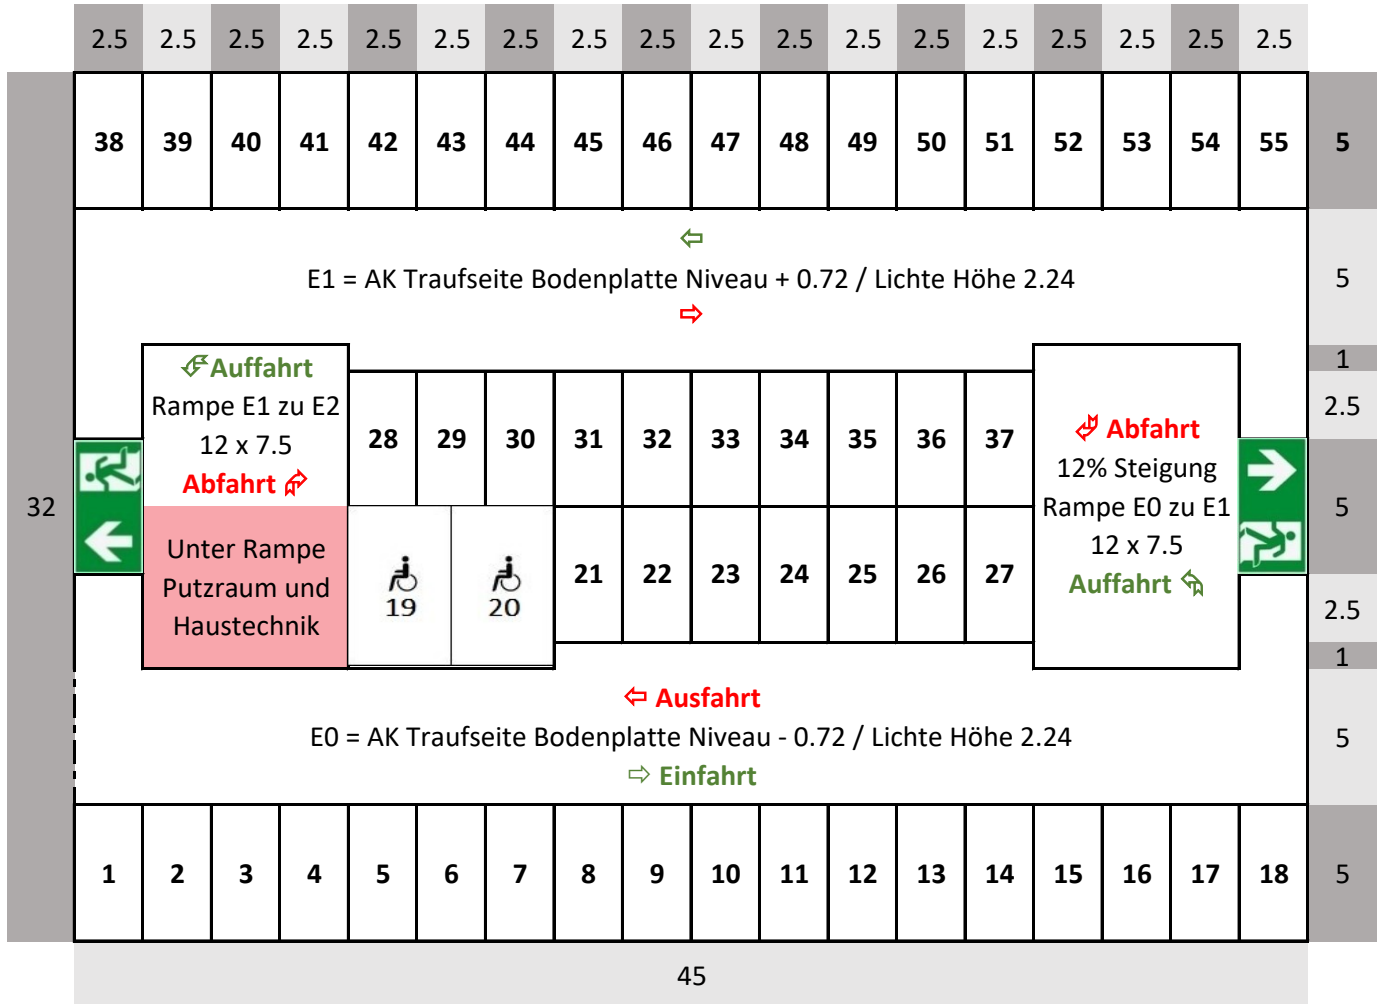 2.5 2.5 2.5 2.5 2.5 2.5 2.5 2.5 2.5 2.5 2.5 2.5 2.5 2.5 2.5 2.5 2.5 2.5
38 39 40 41 42 43 44 45 46 47 48 49 50 51 52 53 54 55 5
E1 = AK Traufseite Bodenplatte Niveau + 0.72 / Lichte Höhe 2.24
5
1
Auffahrt
Rampe E1 zu E2
12 x 7.5
Abfahrt
28 29 30 31 32 33 34 35 36 37
Abfahrt
12% Steigung
Rampe E0 zu E1
12 x 7.5
Auffahrt
2.5
32
5
Unter Rampe
Putzraum und
Haustechnik
19 20 21 22 23 24 25 26 27
2.5
1
Ausfahrt
E0 = AK Traufseite Bodenplatte Niveau - 0.72 / Lichte Höhe 2.24
Einfahrt
5
1 2 3 4 5 6 7 8 9 10 11 12 13 14 15 16 17 18 5
45